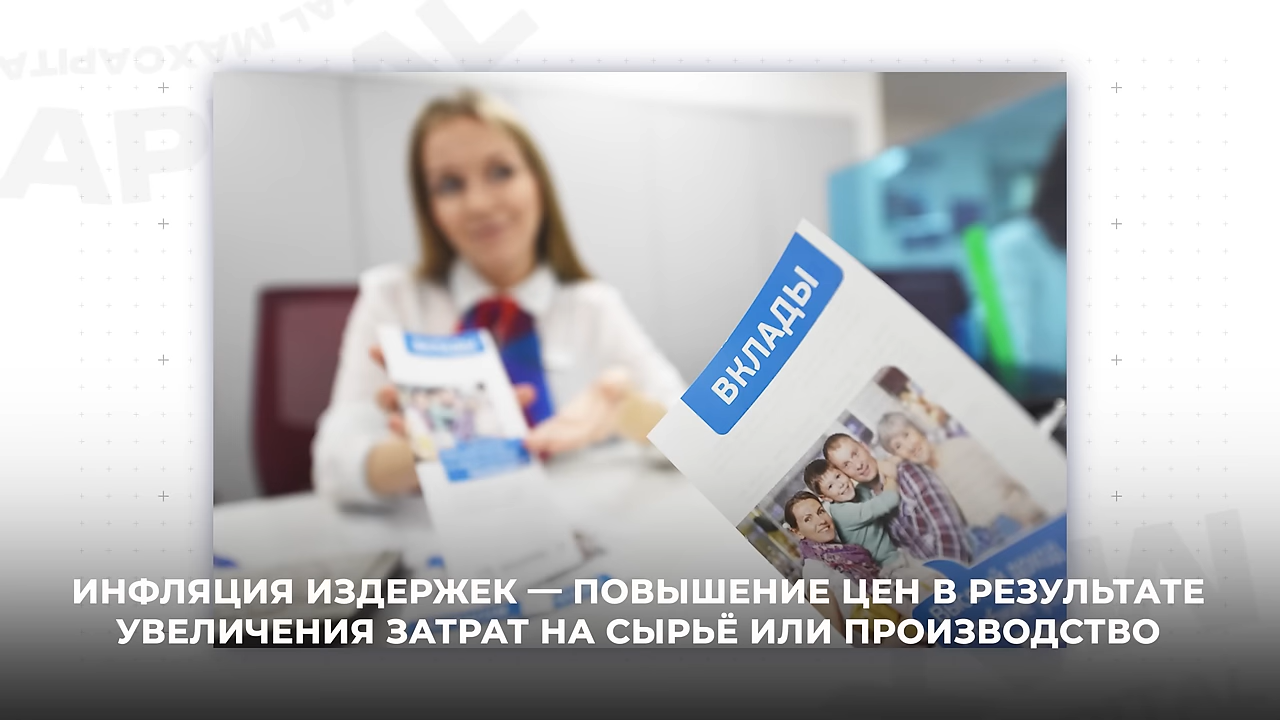 ВКЛАДЫ
ИНФЛЯЦИЯ ИЗДЕРЖЕК — ПОВЫШЕНИЕ ЦЕН В РЕЗУЛЬТАТЕ
УВЕЛИЧЕНИЯ ЗАТРАТ НА СЫРЬЁ ИЛИ ПРОИЗВОДСТВО